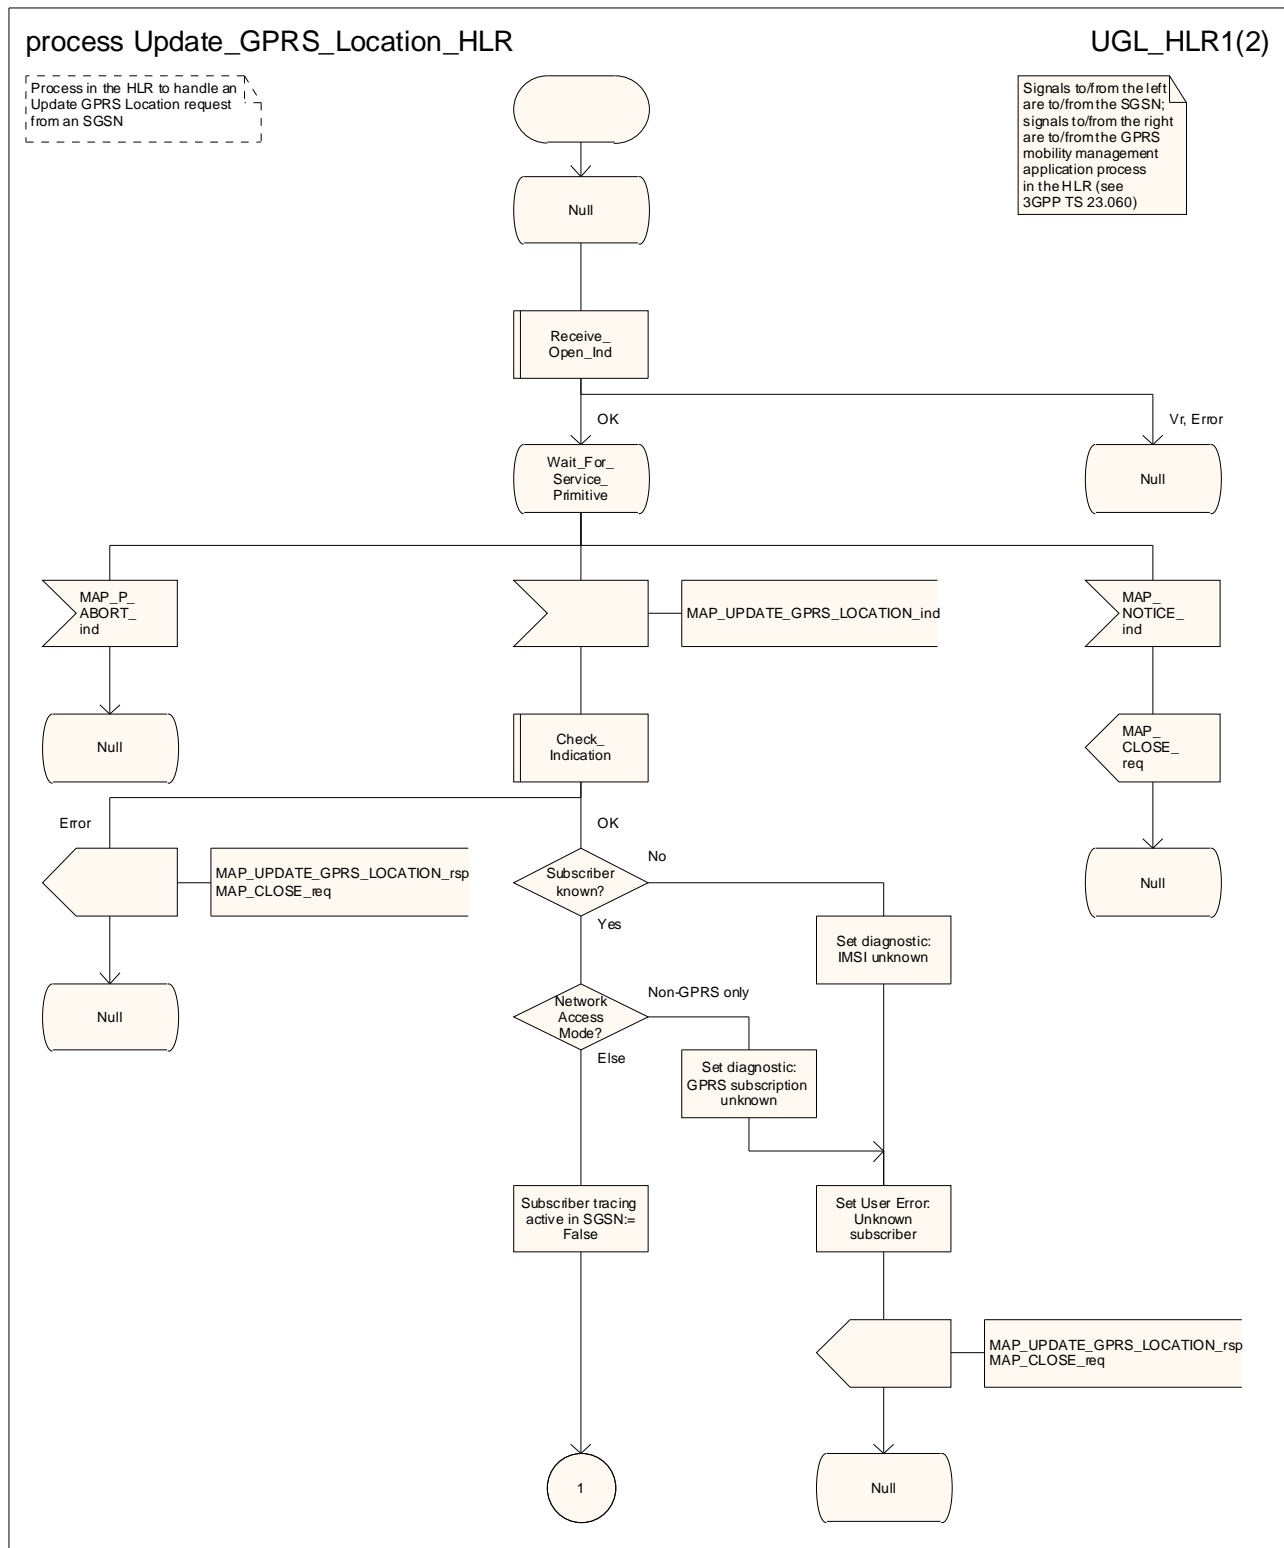 process Update_GPRS_Location_HLR
UGL_HLR1(2)
Process in the HLR to handle an
Update GPRS Location request
from an SGSN
Signals to/from the left
are to/from the SGSN;
signals to/from the right
are to/from the GPRS
mobility management
application process
in the HLR (see
3GPP TS 23.060)
Null
Receive_
Open_Ind
OK
Vr, Error
Wait_For_
Service_
Primitive
Null
MAP_P_
ABORT_
ind
MAP_UPDATE_GPRS_LOCATION_ind
MAP_
NOTICE_
ind
Null
Check_
Indication
MAP_
CLOSE_
req
Error
OK
MAP_UPDATE_GPRS_LOCATION_rsp
MAP_CLOSE_req
Subscriber
known?
No
Yes
Null
Set diagnostic:
IMSI unknown
Null
Network
Access
Mode?
Non-GPRS only
Else
Set diagnostic:
GPRS subscription
unknown
Subscriber tracing
active in SGSN:=
False
Set User Error:
Unknown
subscriber
MAP_UPDATE_GPRS_LOCATION_rsp
MAP_CLOSE_req
1
Null